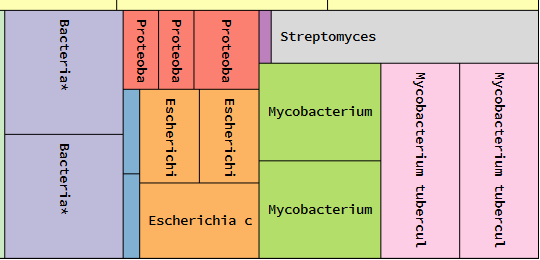 Bacteria*
Bacteria*
Proteoba
Proteoba
Proteoba
Escherichi
Escherichi
Escherichia c
Streptomyces
Mycobacterium
Mycobacterium
Mycobacterium tubercul
Mycobacterium tubercul